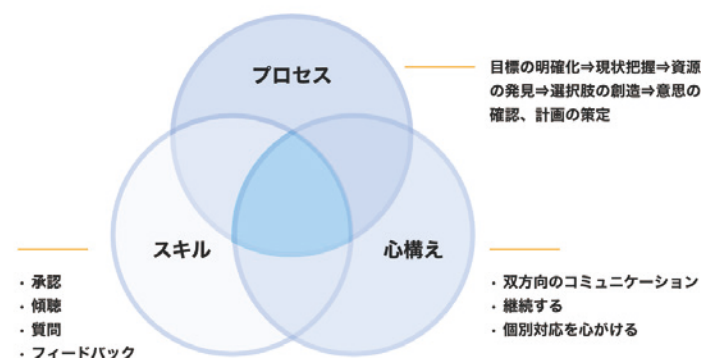 プロセス
目標の明確化⇒現状把握⇒資源
の発見⇒選択肢の創造⇒意思の
確認、計画の策定
スキル
心構え
・承認
・傾聴
・質問
・フィードバック
・双方向のコミュニケーション
・継続する
・個別対応を心がける